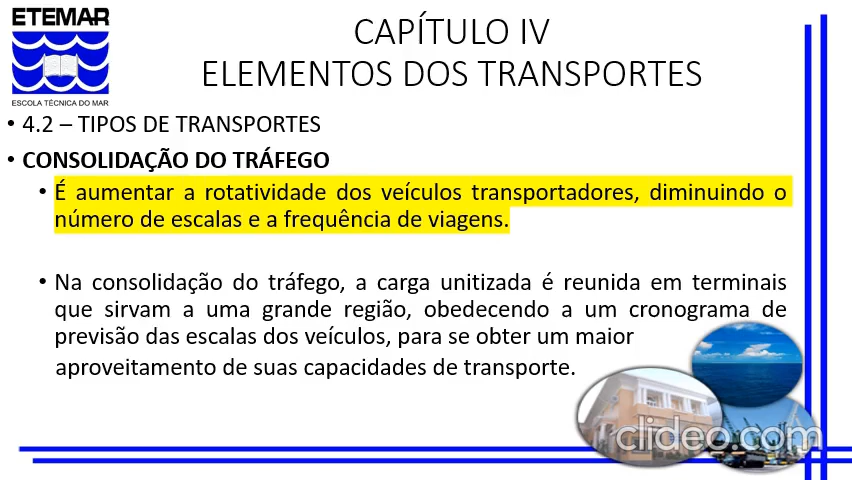 ETEMAR
ESCOLA TÉCNICA DO MAR
CAPÍTULO IV
ELEMENTOS DOS TRANSPORTES
• 4.2 – TIPOS DE TRANSPORTES
• CONSOLIDAÇÃO DO TRÁFEGO
• É aumentar a rotatividade dos veículos transportadores, diminuindo o
número de escalas e a frequência de viagens.
• Na consolidação do tráfego, a carga unitizada é reunida em terminais
que sirvam a uma grande região, obedecendo a um cronograma de
previsão das escalas dos veículos, para se obter um maior
aproveitamento de suas capacidades de transporte.
clideo.com